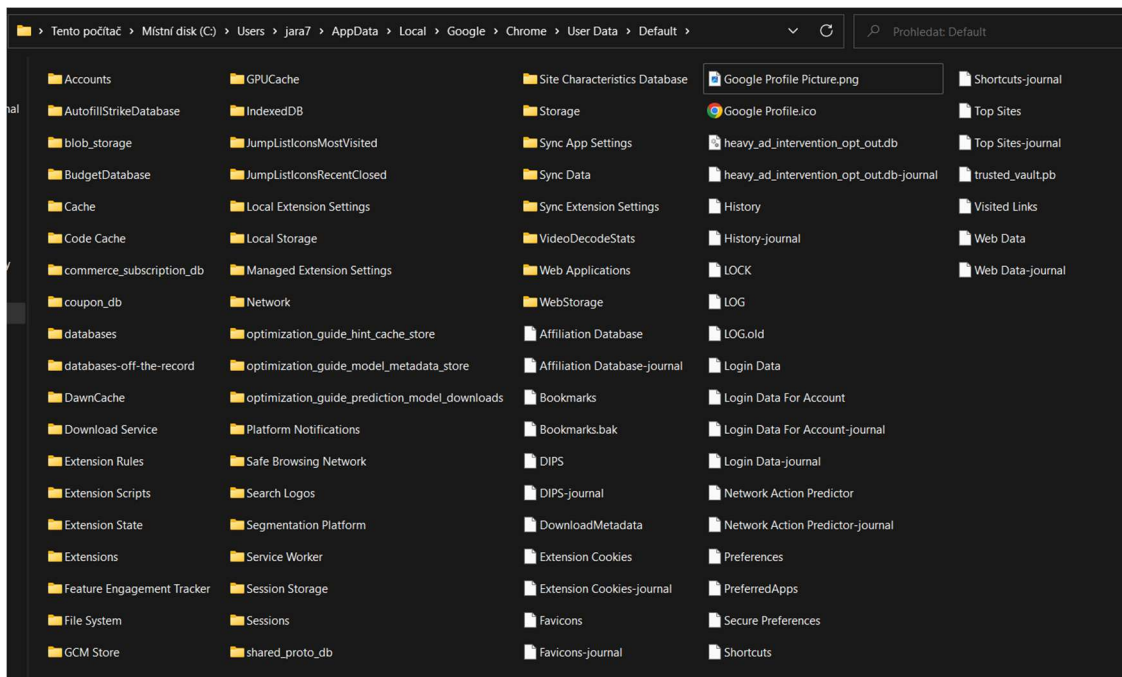 Tento počítač > Místní disk (C:) > Users > jara7 > AppData > Local > Google > Chrome > User Data > Default >
Prohledat: Default
Accounts
AutofillStrikeDatabase
blob_storage
BudgetDatabase
Cache
Code Cache
commerce_subscription_db
coupon_db
databases
databases-off-the-record
DawnCache
Download Service
Extension Rules
Extension Scripts
Extension State
Extensions
Feature Engagement Tracker
File System
GCM Store
GPUCache
IndexedDB
JumpListIconsMostVisited
JumpListIconsRecentClosed
Local Extension Settings
Local Storage
Managed Extension Settings
Network
optimization_guide_hint_cache_store
optimization_guide_model_metadata_store
optimization_guide_prediction_model_downloads
Platform Notifications
Safe Browsing Network
Search Logos
Segmentation Platform
Service Worker
Session Storage
Sessions
shared_proto_db
Site Characteristics Database
Storage
Sync App Settings
Sync Data
Sync Extension Settings
VideoDecodeStats
Web Applications
WebStorage
Affiliation Database
Affiliation Database-journal
Bookmarks
Bookmarks.bak
DIPS
DIPS-journal
DownloadMetadata
Extension Cookies
Extension Cookies-journal
Favicons
Favicons-journal
Google Profile Picture.png
Google Profile.ico
heavy_ad_intervention_opt_out.db
heavy_ad_intervention_opt_out.db-journal
History
History-journal
LOCK
LOG
LOG.old
Login Data
Login Data For Account
Login Data For Account-journal
Login Data-journal
Network Action Predictor
Network Action Predictor-journal
Preferences
PreferredApps
Secure Preferences
Shortcuts
Shortcuts-journal
Top Sites
Top Sites-journal
trusted_vault.pb
Visited Links
Web Data
Web Data-journal